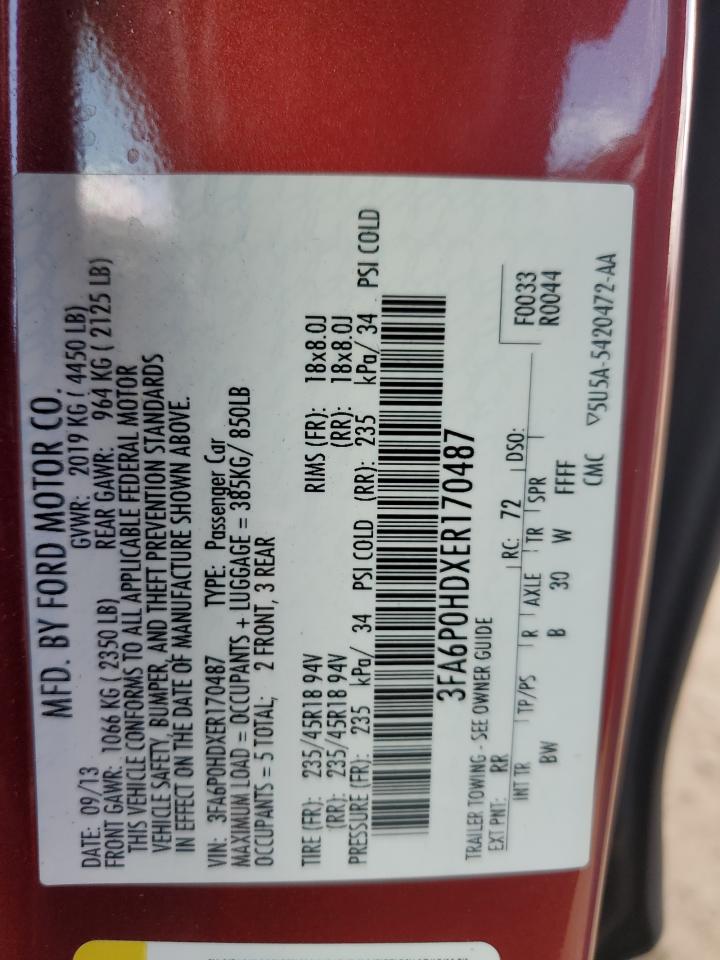 MFD. BY FORD MOTOR CO.
DATE: 09/13 GVWR: 2019 KG ( 4450 LB)
FRONT GAWR: 1066 KG ( 2350 LB) REAR GAWR: 964 KG ( 2125 LB)
THIS VEHICLE CONFORMS TO ALL APPLICABLE FEDERAL MOTOR
VEHICLE SAFETY, BUMPER, AND THEFT PREVENTION STANDARDS
IN EFFECT ON THE DATE OF MANUFACTURE SHOWN ABOVE.
VIN: 3FA6P0HDXER170487 TYPE: Passenger Car
MAXIMUM LOAD = OCCUPANTS + LUGGAGE = 385KG/ 850LB
OCCUPANTS = 5 TOTAL; 2 FRONT, 3 REAR
TIRE (FR): 235/45R18 94V RIMS (FR): 18x8.0J
(RR): 235/45R18 94V (RR): 18x8.0J
PRESSURE (FR): 235 kPa/ 34 PSI COLD (RR): 235 kPa/ 34 PSI COLD
3FA6P0HDXER170487
TRAILER TOWING - SEE OWNER GUIDE
EXT PNT: RR RC: 72 DSO: F0033
R0044
INT TR TP/PS R AXLE TR SPR
BW B 30 W FFFF
CMC ▽5U5A-5420472-AA